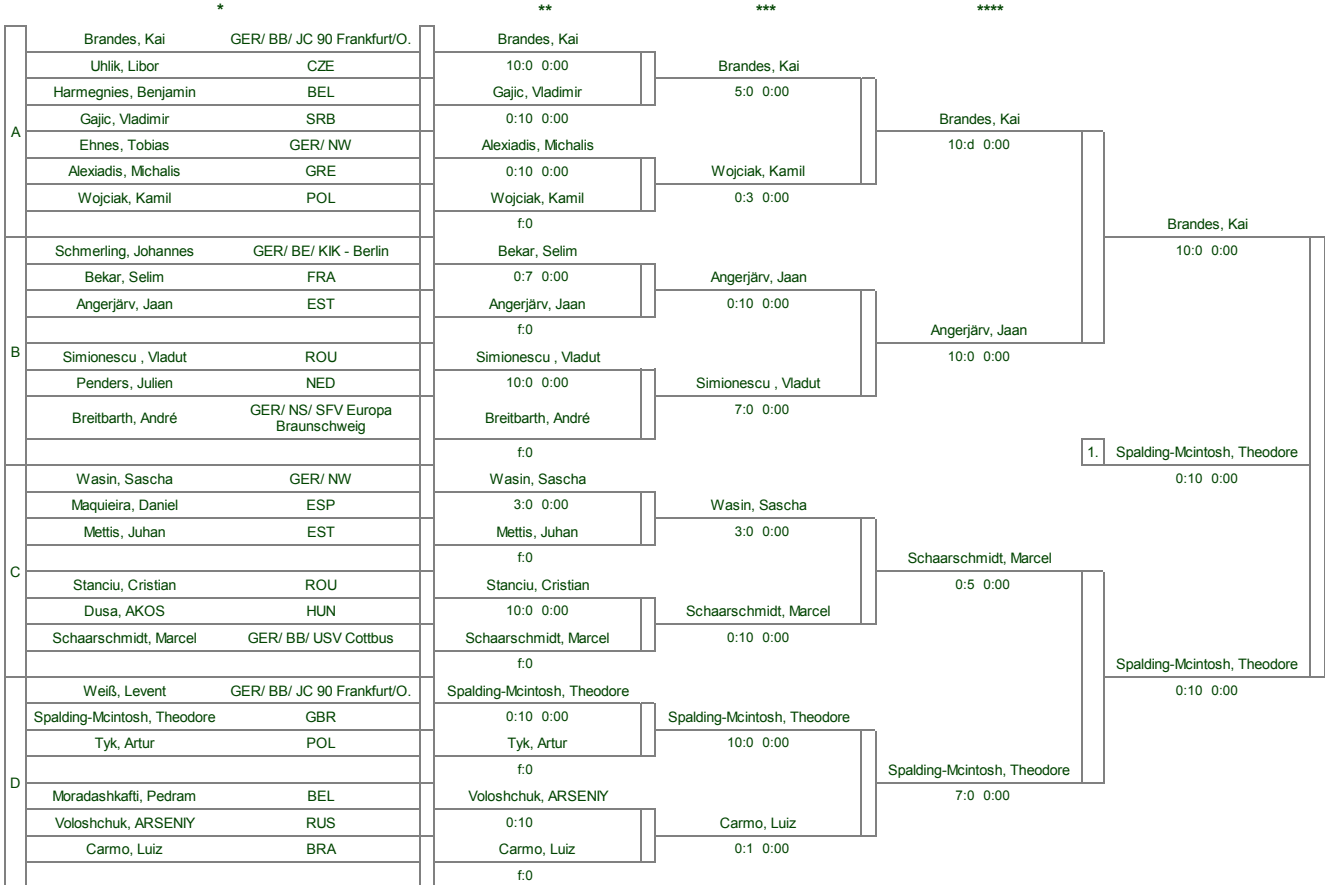 * ** *** ****
Brandes, Kai GER/ BB/ JC 90 Frankfurt/O. Brandes, Kai
Uhlik, Libor CZE 10:0 0:00 Brandes, Kai
Harmegnies, Benjamin BEL Gajic, Vladimir 5:0 0:00
Gajic, Vladimir SRB 0:10 0:00 Brandes, Kai
A
Ehnes, Tobias GER/ NW Alexiadis, Michalis 10:d 0:00
Alexiadis, Michalis GRE 0:10 0:00 Wojciak, Kamil
Wojciak, Kamil POL Wojciak, Kamil 0:3 0:00
f:0 Brandes, Kai
Schmerling, Johannes GER/ BE/ KIK - Berlin Bekar, Selim 10:0 0:00
Bekar, Selim FRA 0:7 0:00 Angerjärv, Jaan
Angerjärv, Jaan EST Angerjärv, Jaan 0:10 0:00
f:0 Angerjärv, Jaan
B
Simionescu , Vladut ROU Simionescu , Vladut 10:0 0:00
Penders, Julien NED 10:0 0:00 Simionescu , Vladut
Breitbarth, André GER/ NS/ SFV Europa Braunschweig Breitbarth, André 7:0 0:00
f:0 1. Spalding-Mcintosh, Theodore
Wasin, Sascha GER/ NW Wasin, Sascha 0:10 0:00
Maquieira, Daniel ESP 3:0 0:00 Wasin, Sascha
Mettis, Juhan EST Mettis, Juhan 3:0 0:00
f:0 Schaarschmidt, Marcel
C
Stanciu, Cristian ROU Stanciu, Cristian 0:5 0:00
Dusa, AKOS HUN 10:0 0:00 Schaarschmidt, Marcel
Schaarschmidt, Marcel GER/ BB/ USV Cottbus Schaarschmidt, Marcel 0:10 0:00
f:0 Spalding-Mcintosh, Theodore
Weiß, Levent GER/ BB/ JC 90 Frankfurt/O. Spalding-Mcintosh, Theodore 0:10 0:00
Spalding-Mcintosh, Theodore GBR 0:10 0:00 Spalding-Mcintosh, Theodore
Tyk, Artur POL Tyk, Artur 10:0 0:00
f:0 Spalding-Mcintosh, Theodore
D
Moradashkafti, Pedram BEL Voloshchuk, ARSENIY 7:0 0:00
Voloshchuk, ARSENIY RUS 0:10 Carmo, Luiz
Carmo, Luiz BRA Carmo, Luiz 0:1 0:00
f:0